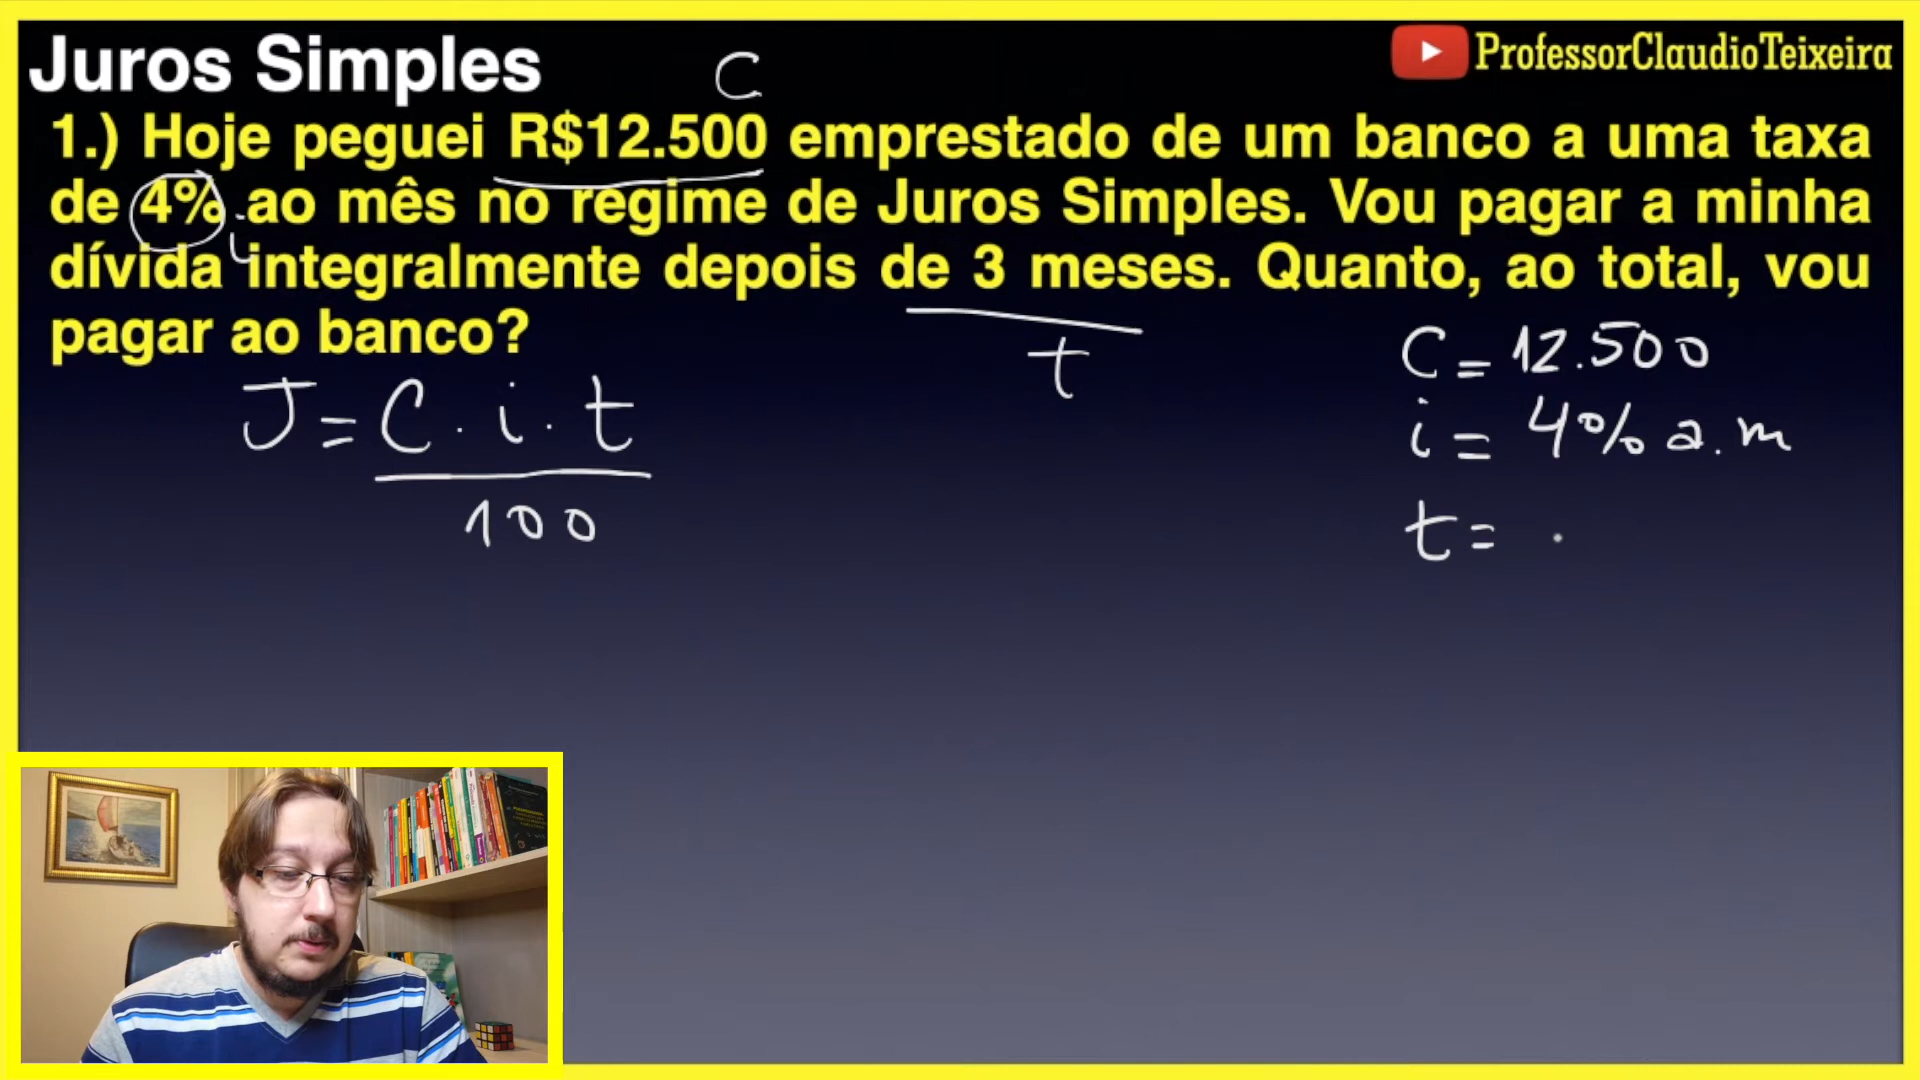 Juros Simples
C
ProfessorClaudioTeixeira
1.) Hoje peguei R$12.500 emprestado de um banco a uma taxa
de 4% ao mês no regime de Juros Simples. Vou pagar a minha
i
dívida integralmente depois de 3 meses. Quanto, ao total, vou
pagar ao banco?
t
C = 12.500
J = C . i . t
100
i = 4% a.m
t =